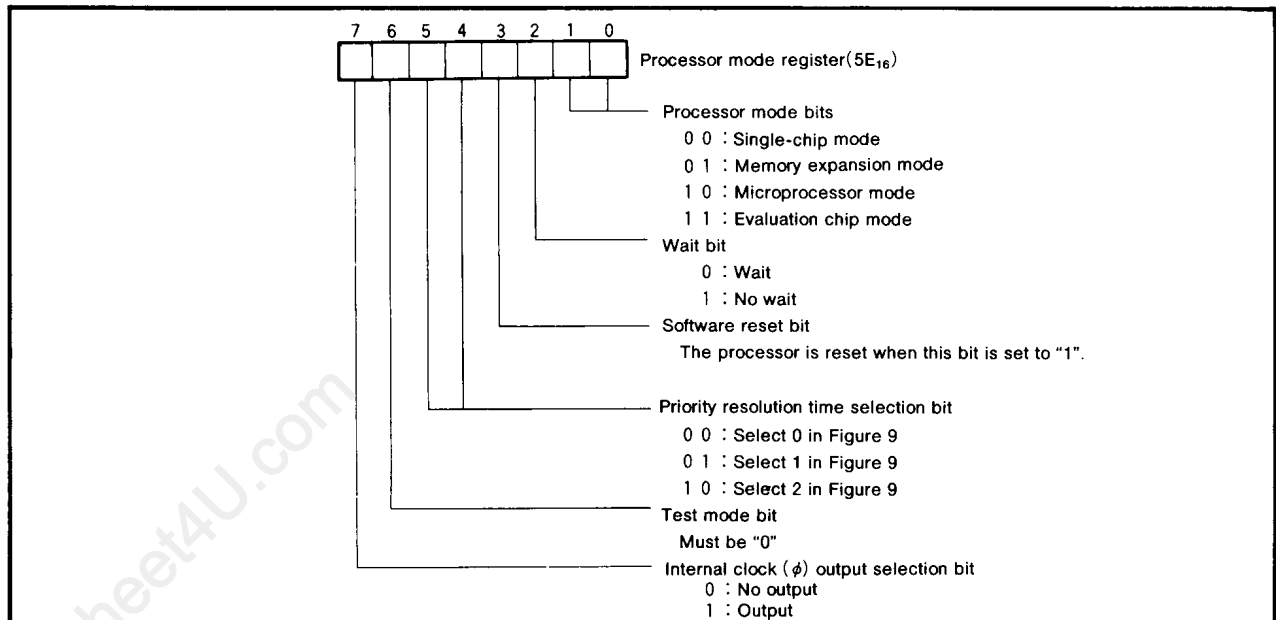 7 6 5 4 3 2 1 0
Processor mode register(5E₁₆)
Processor mode bits
0 0 : Single-chip mode
0 1 : Memory expansion mode
1 0 : Microprocessor mode
1 1 : Evaluation chip mode
Wait bit
0 : Wait
1 : No wait
Software reset bit
The processor is reset when this bit is set to “1”.
Priority resolution time selection bit
0 0 : Select 0 in Figure 9
0 1 : Select 1 in Figure 9
1 0 : Select 2 in Figure 9
Test mode bit
Must be “0”
Internal clock (ϕ) output selection bit
0 : No output
1 : Output
heet4U.com